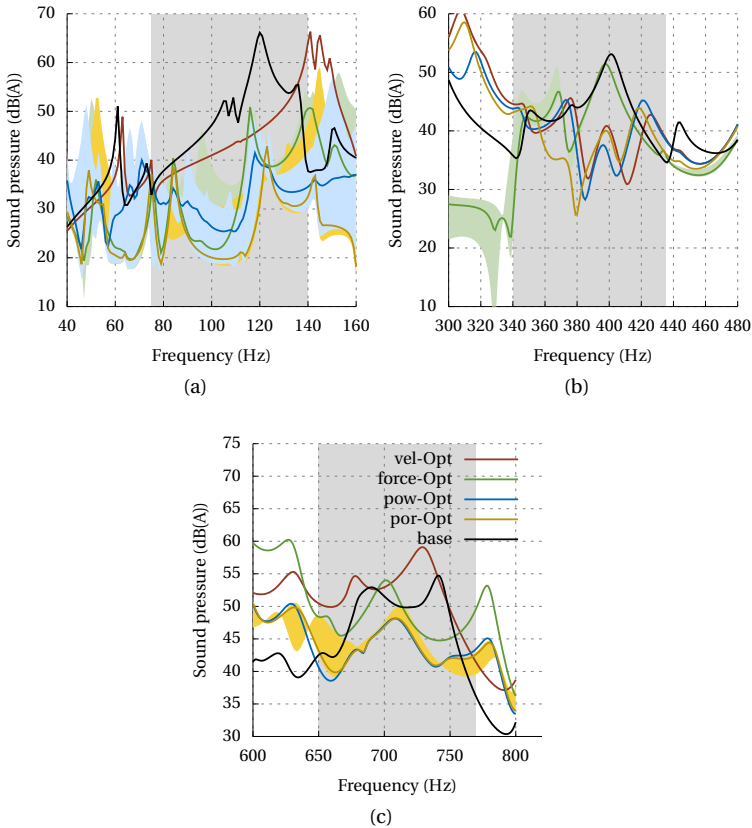 70
60
50
40
30
20
10
40 60 80 100 120 140 160
Sound pressure (dB(A))
Frequency (Hz)
(a)
60
50
40
30
20
10
300 320 340 360 380 400 420 440 460 480
Sound pressure (dB(A))
Frequency (Hz)
(b)
75
70
65
60
55
50
45
40
35
30
600 650 700 750 800
Sound pressure (dB(A))
Frequency (Hz)
vel-Opt
force-Opt
pow-Opt
por-Opt
base
(c)